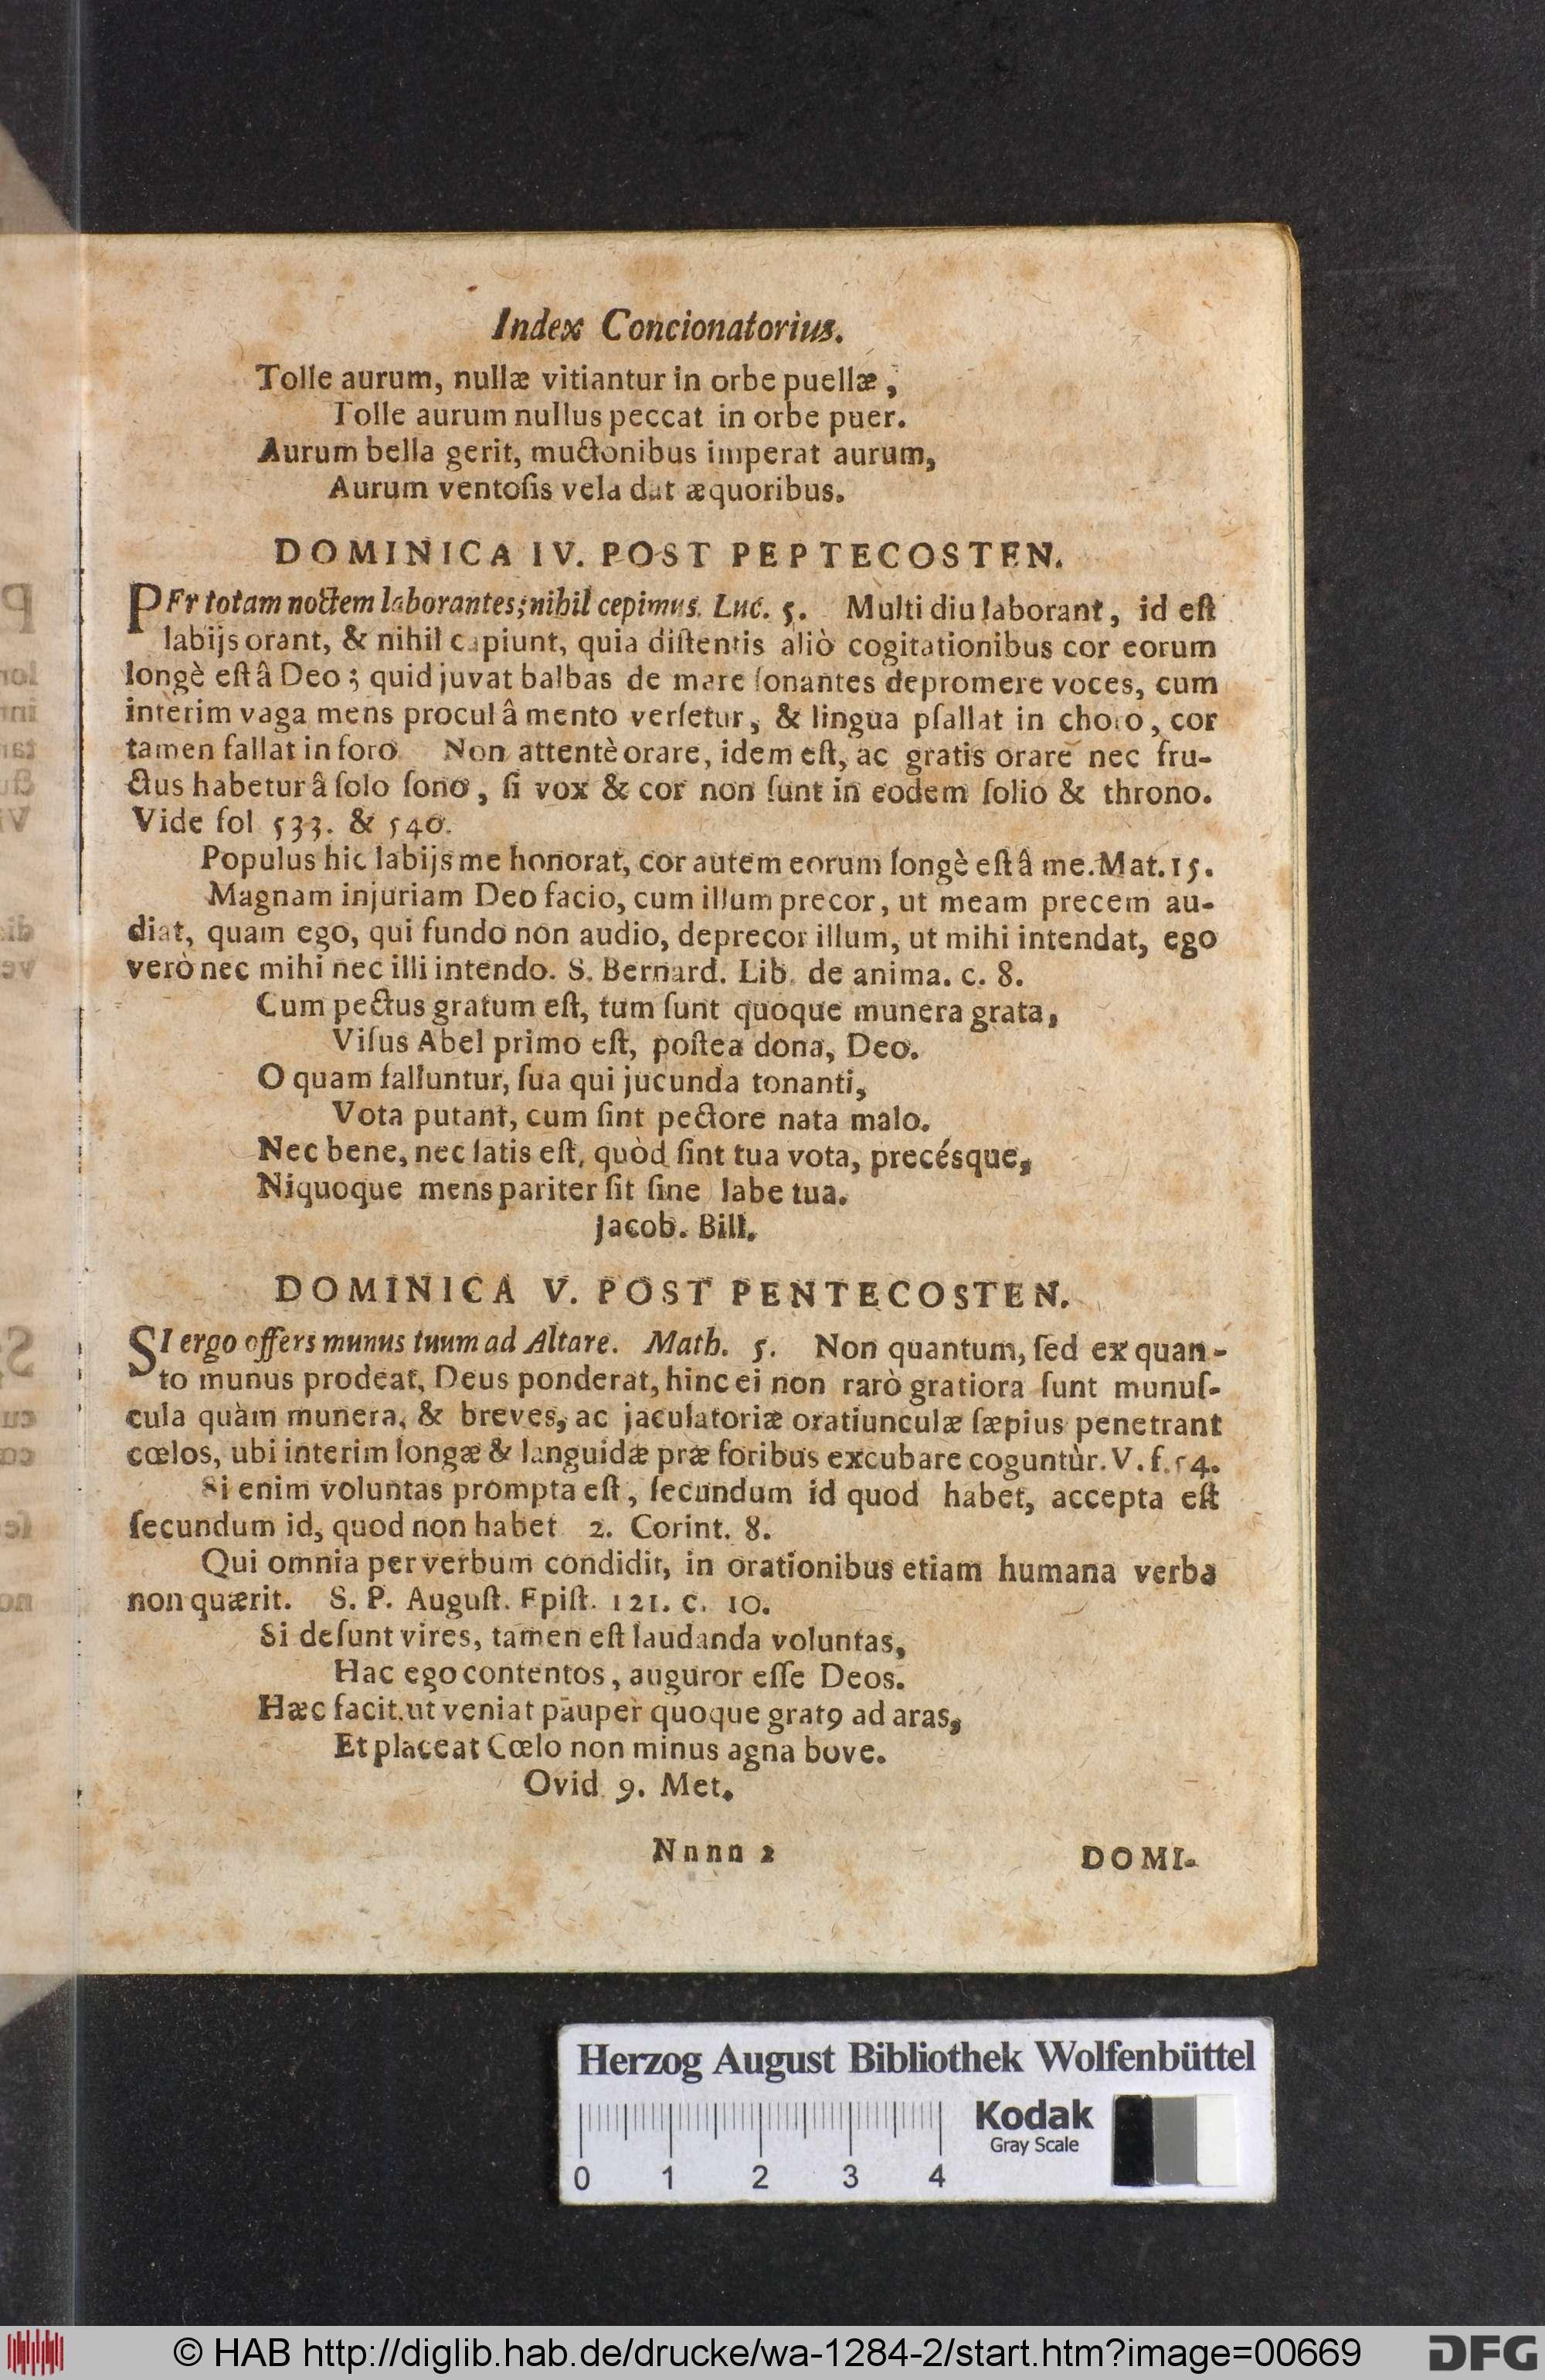 Index Concionatorius.
Tolle aurum, nullæ vitiantur in orbe puellæ,
Tolle aurum nullus peccat in orbe puer.
Aurum bella gerit, muctonibus imperat aurum,
Aurum ventoſis vela dat æquoribus.
DOMINICA IV. POST PEPTECOSTEN.
PEr totam noctem laborantes; nihil cepimus. Luc. 5. Multi diu laborant, id eſt
labijs orant, & nihil capiunt, quia diſtentis aliò cogitationibus cor eorum
longè eſt â Deo; quid juvat balbas de mare ſonantes depromere voces, cum
interim vaga mens procul â mento verſetur, & lingua pſallat in choro, cor
tamen fallat in foro. Non attentè orare, idem eſt, ac gratis orare nec fru-
ctus habetur â ſolo ſono, ſi vox & cor non ſunt in eodem ſolio & throno.
Vide fol 533. & 540.
Populus hic labijs me honorat, cor autem eorum longè eſt â me. Mat. 15.
Magnam injuriam Deo facio, cum illum precor, ut meam precem au-
diat, quam ego, qui fundo non audio, deprecor illum, ut mihi intendat, ego
verò nec mihi nec illi intendo. S. Bernard. Lib. de anima. c. 8.
Cum pectus gratum eſt, tum ſunt quoque munera grata,
Viſus Abel primo eſt, poſtea dona, Deo.
O quam falluntur, ſua qui jucunda tonanti,
Vota putant, cum ſint pectore nata malo.
Nec bene, nec ſatis eſt, quòd ſint tua vota, precésque,
Niquoque mens pariter ſit ſine labe tua.
Jacob. Bill.
DOMINICA V. POST PENTECOSTEN.
SI ergo offers munus tuum ad Altare. Math. 5. Non quantum, ſed ex quan-
to munus prodeat, Deus ponderat, hinc ei non rarò gratiora ſunt munuſ-
cula quàm munera, & breves, ac jaculatoriæ oratiunculæ ſæpius penetrant
cœlos, ubi interim longæ & languidæ præ foribus excubare coguntùr. V. f. 54.
Si enim voluntas prompta eſt, ſecundum id quod habet, accepta eſt
ſecundum id, quod non habet 2. Corint. 8.
Qui omnia per verbum condidit, in orationibus etiam humana verba
non quærit. S. P. Auguſt. Epiſt. 121. c. 10.
Si deſunt vires, tamen eſt laudanda voluntas,
Hac ego contentos, auguror eſſe Deos.
Hæc facit, ut veniat pauper quoque gratꝰ ad aras,
Et placeat Cœlo non minus agna bove.
Ovid. 9. Met.
Nnnn 2 DOMI-
Herzog August Bibliothek Wolfenbüttel
Kodak
Gray Scale
0 1 2 3 4
© HAB http://diglib.hab.de/drucke/wa-1284-2/start.htm?image=00669 DFG